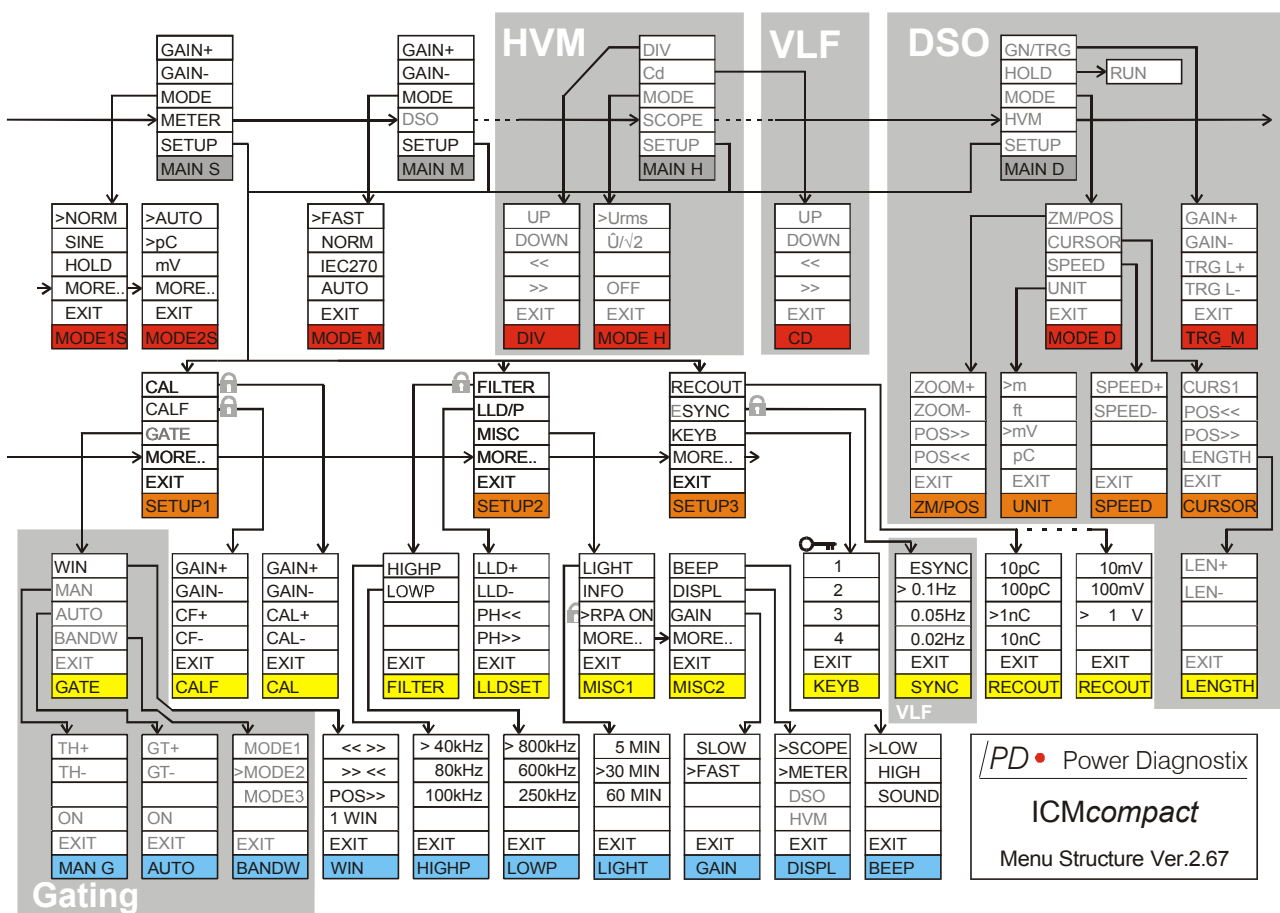 HVM
VLF
DSO
GAIN+
GAIN-
MODE
METER
SETUP
MAIN S
GAIN+
GAIN-
MODE
DSO
SETUP
MAIN M
DIV
Cd
MODE
SCOPE
SETUP
MAIN H
GN/TRG
HOLD
MODE
HVM
SETUP
MAIN D
RUN
>NORM
SINE
HOLD
MORE..
EXIT
MODE1S
>AUTO
>pC
mV
MORE..
EXIT
MODE2S
>FAST
NORM
IEC270
AUTO
EXIT
MODE M
UP
DOWN
<<
>>
EXIT
DIV
>Urms
Û/√2
OFF
EXIT
MODE H
UP
DOWN
<<
>>
EXIT
CD
ZM/POS
CURSOR
SPEED
UNIT
EXIT
MODE D
GAIN+
GAIN-
TRG L+
TRG L-
EXIT
TRG_M
CAL
CALF
GATE
MORE..
EXIT
SETUP1
FILTER
LLD/P
MISC
MORE..
EXIT
SETUP2
RECOUT
ESYNC
KEYB
MORE..
EXIT
SETUP3
ZOOM+
ZOOM-
POS>>
POS<<
EXIT
ZM/POS
>m
ft
>mV
pC
EXIT
UNIT
SPEED+
SPEED-
EXIT
SPEED
CURS1
POS<<
POS>>
LENGTH
EXIT
CURSOR
WIN
MAN
AUTO
BANDW
EXIT
GATE
GAIN+
GAIN-
CF+
CF-
EXIT
CALF
GAIN+
GAIN-
CAL+
CAL-
EXIT
CAL
HIGHP
LOWP
EXIT
FILTER
LLD+
LLD-
PH<<
PH>>
EXIT
LLDSET
LIGHT
INFO
>RPA ON
MORE..
EXIT
MISC1
BEEP
DISPL
GAIN
MORE..
EXIT
MISC2
1
2
3
4
EXIT
KEYB
ESYNC
> 0.1Hz
0.05Hz
0.02Hz
EXIT
SYNC
VLF
10pC
100pC
>1nC
10nC
EXIT
RECOUT
10mV
100mV
> 1 V
EXIT
RECOUT
LEN+
LEN-
EXIT
LENGTH
TH+
TH-
ON
EXIT
MAN G
GT+
GT-
ON
EXIT
AUTO
MODE1
>MODE2
MODE3
EXIT
BANDW
Gating
<< >>
>> <<
POS>>
1 WIN
EXIT
WIN
> 40kHz
80kHz
100kHz
EXIT
HIGHP
> 800kHz
600kHz
250kHz
EXIT
LOWP
5 MIN
>30 MIN
60 MIN
EXIT
LIGHT
SLOW
>FAST
EXIT
GAIN
>SCOPE
>METER
DSO
HVM
EXIT
DISPL
>LOW
HIGH
SOUND
EXIT
BEEP
PD Power Diagnostix
ICMcompact
Menu Structure Ver.2.67